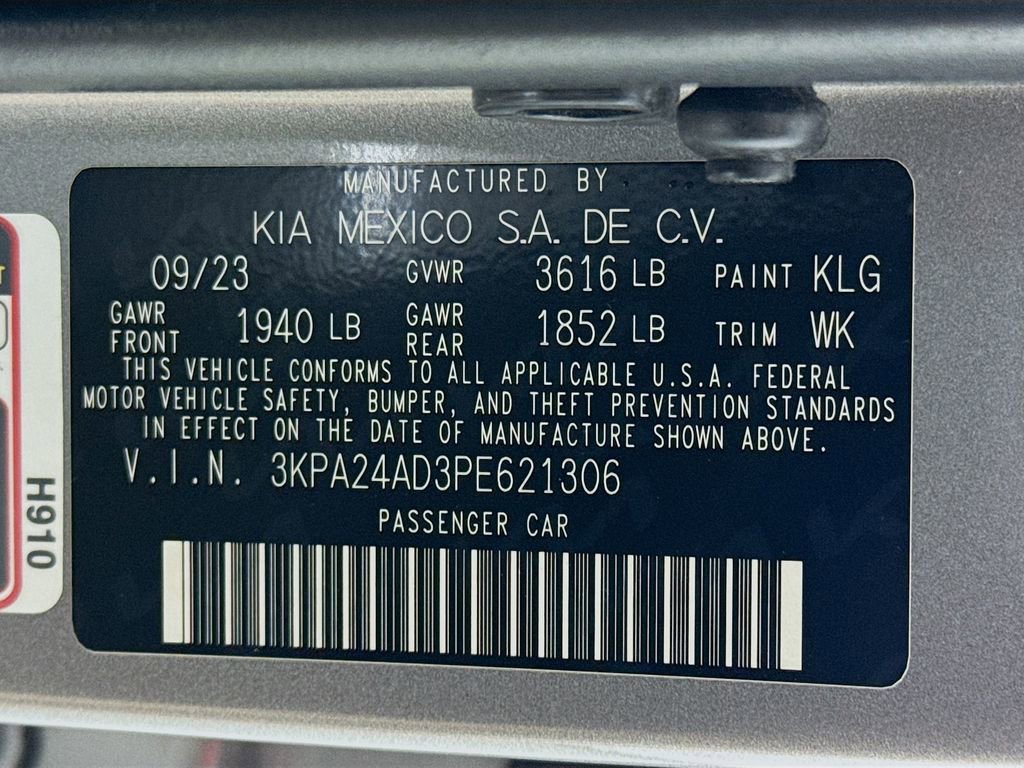 MANUFACTURED BY
KIA MEXICO S.A. DE C.V.
09/23 GVWR 3616 LB PAINT KLG
GAWR FRONT 1940 LB GAWR REAR 1852 LB TRIM WK
THIS VEHICLE CONFORMS TO ALL APPLICABLE U.S.A. FEDERAL
MOTOR VEHICLE SAFETY, BUMPER, AND THEFT PREVENTION STANDARDS
IN EFFECT ON THE DATE OF MANUFACTURE SHOWN ABOVE.
V.I.N. 3KPA24AD3PE621306
PASSENGER CAR
H910